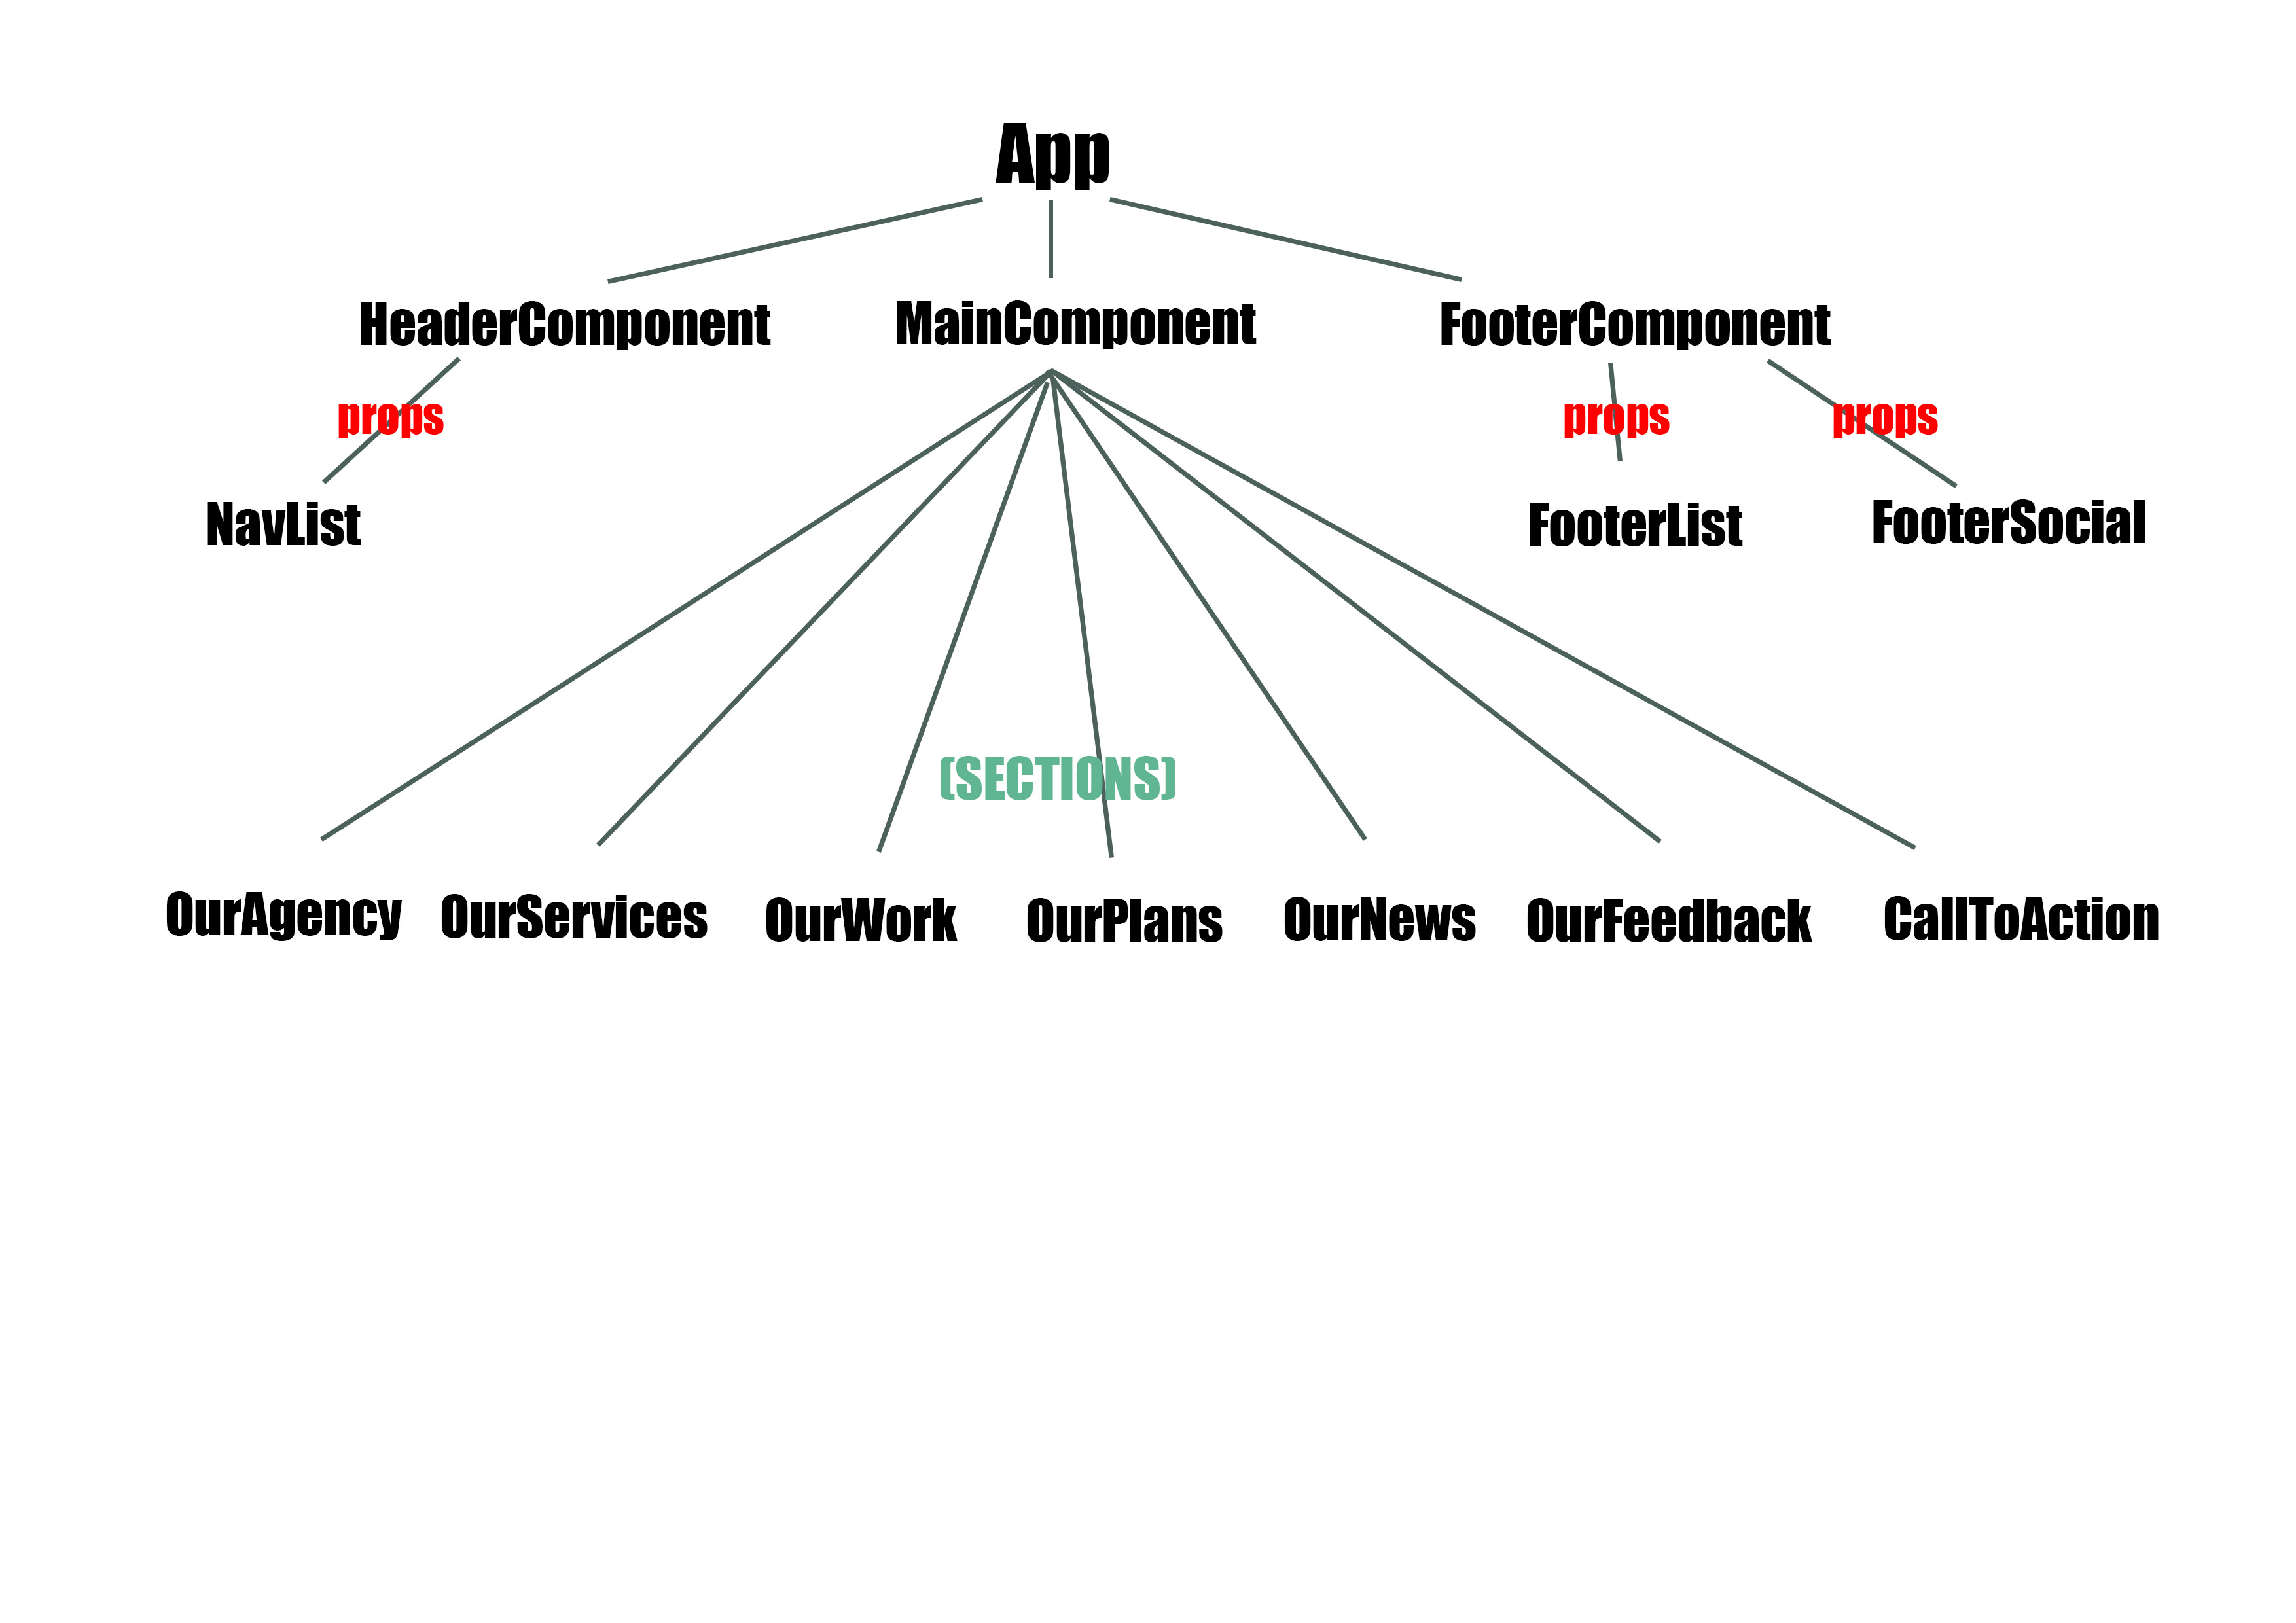 App
HeaderComponent
MainComponent
FooterComponent
props
props
props
NavList
FooterList
FooterSocial
(SECTIONS)
OurAgency
OurServices
OurWork
OurPlans
OurNews
OurFeedback
CallToAction